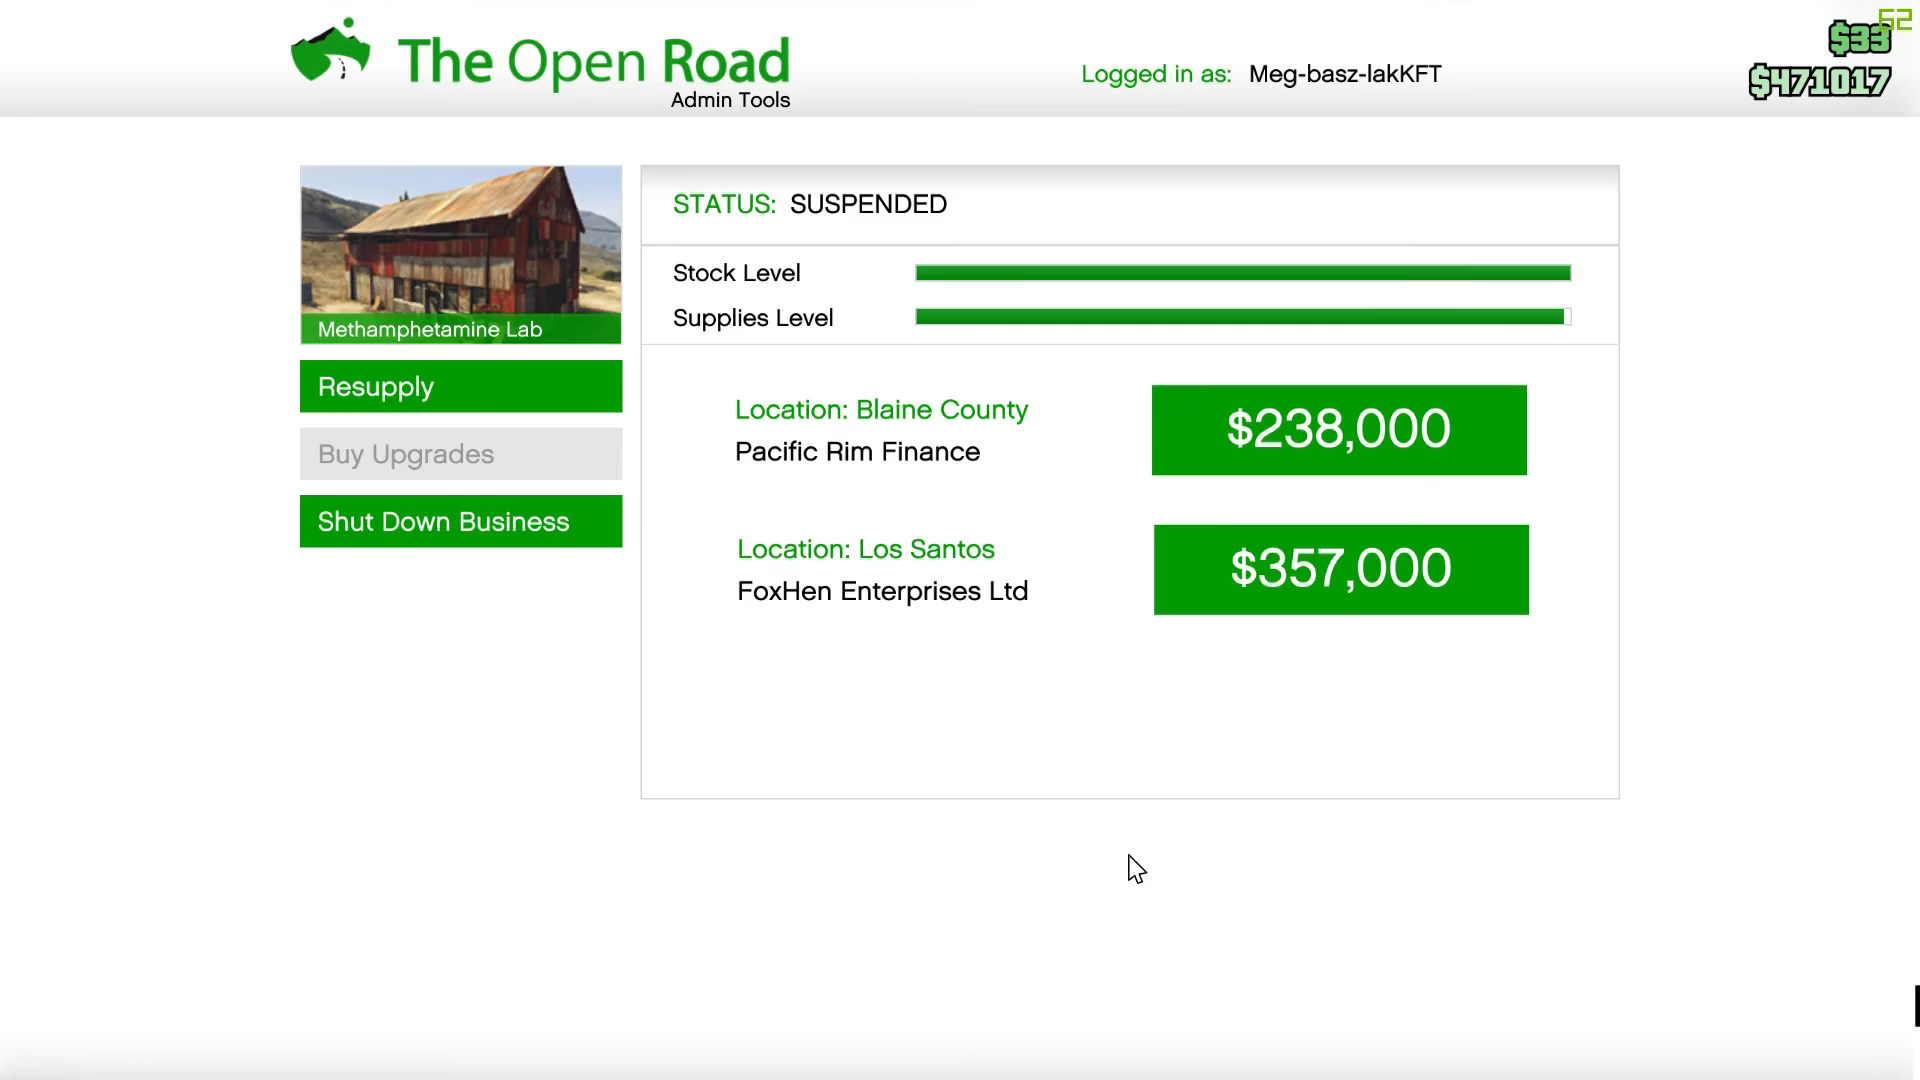 The Open Road
Admin Tools
Logged in as: Meg-basz-lakKFT
62
$33
$471017
Methamphetamine Lab
Resupply
Buy Upgrades
Shut Down Business
STATUS: SUSPENDED
Stock Level
Supplies Level
Location: Blaine County
Pacific Rim Finance
$238,000
Location: Los Santos
FoxHen Enterprises Ltd
$357,000